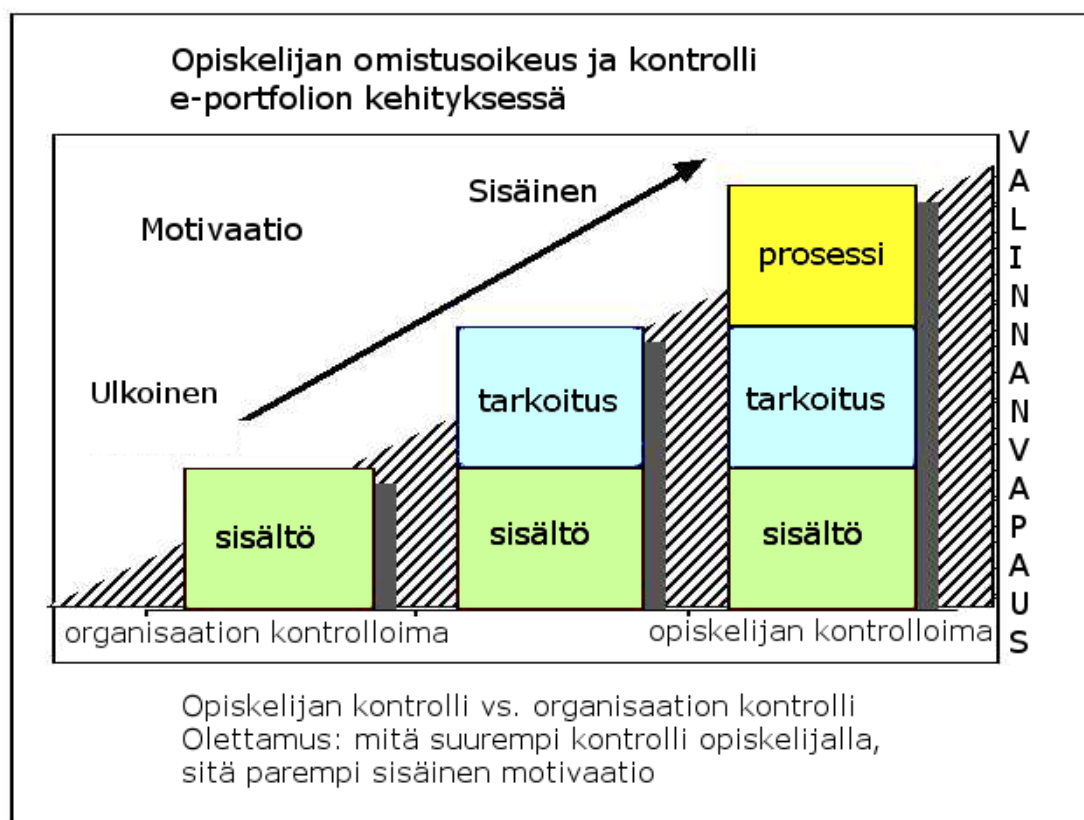 Opiskelijan omistusoikeus ja kontrolli
e-portfolion kehityksessä
Motivaatio
Sisäinen
Ulkoinen
prosessi
tarkoitus
tarkoitus
sisältö
sisältö
sisältö
organisaation kontrolloima
opiskelijan kontrolloima
VALINNANVAPAUS
Opiskelijan kontrolli vs. organisaation kontrolli
Olettamus: mitä suurempi kontrolli opiskelijalla,
sitä parempi sisäinen motivaatio